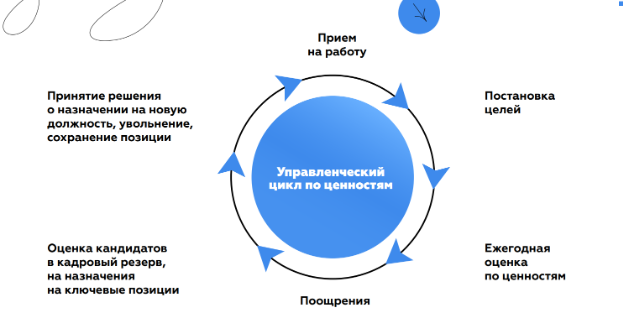 Прием
на работу
Принятие решения
о назначении на новую
должность, увольнение,
сохранение позиции
Постановка
целей
Управленческий
цикл по ценностям
Оценка кандидатов
в кадровый резерв,
на назначения
на ключевые позиции
Ежегодная
оценка
по ценностям
Поощрения